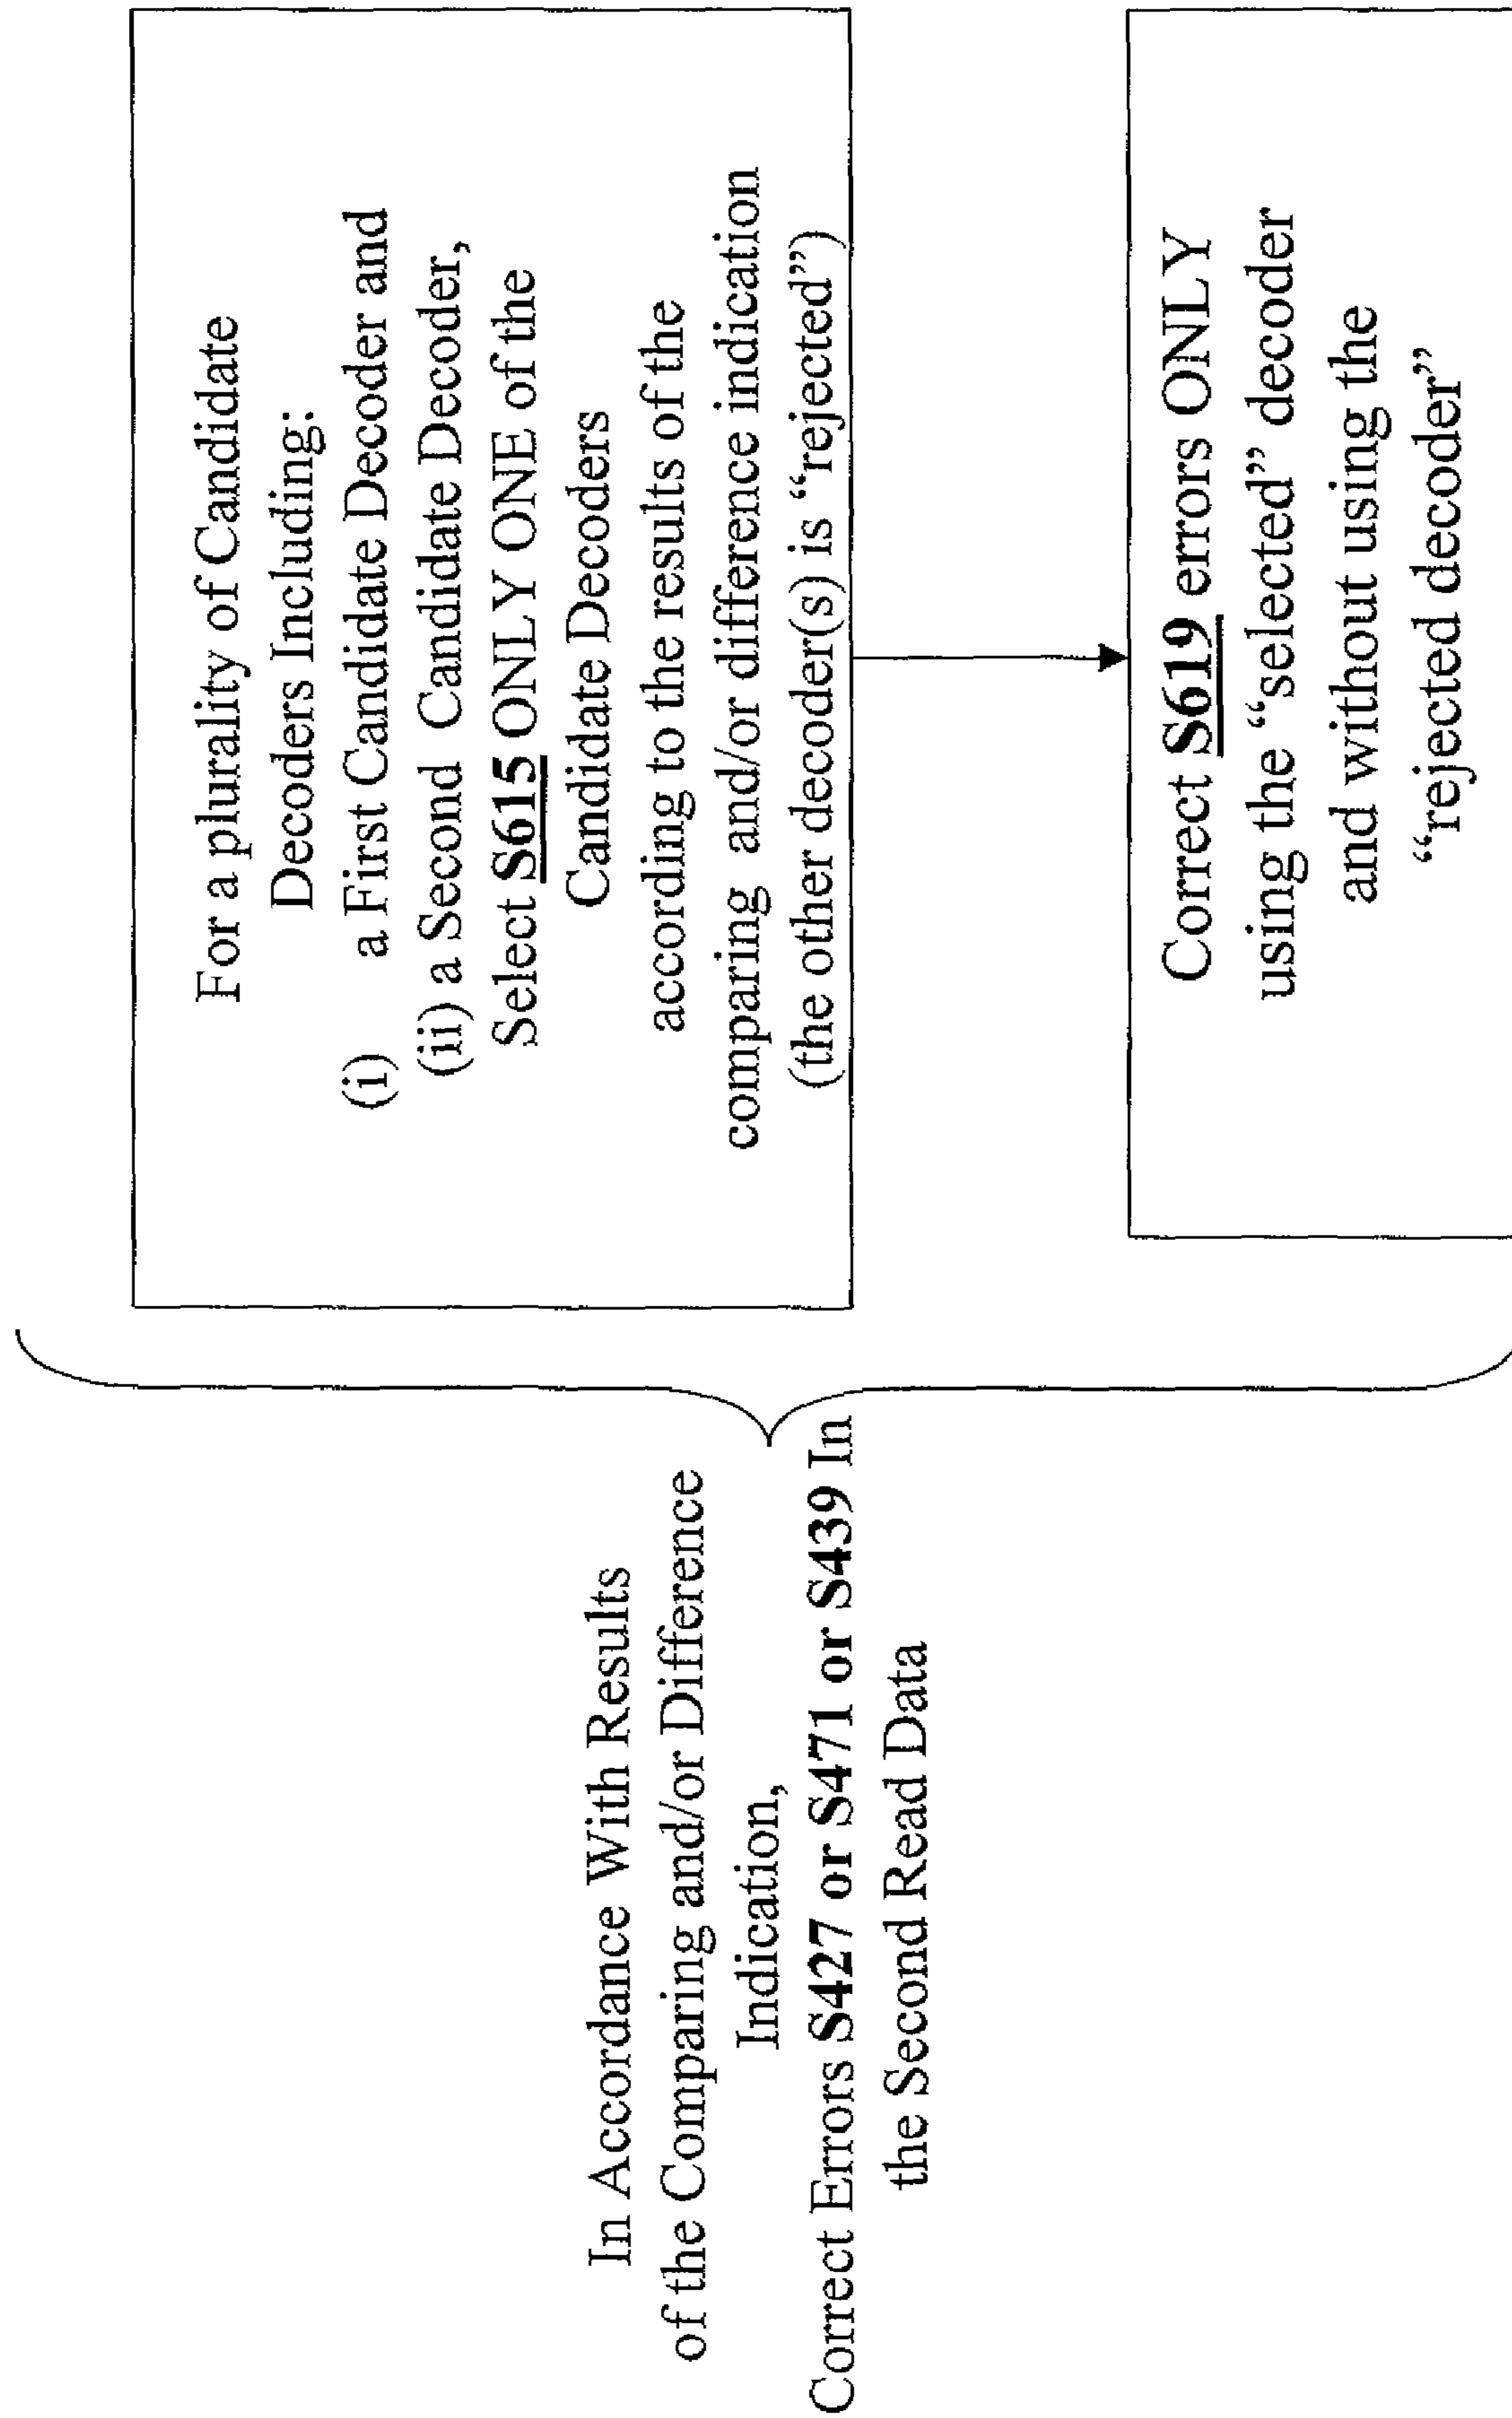 In Accordance With Results
of the Comparing and/or Difference
Indication,
Correct Errors S427 or S471 or S439 In
the Second Read Data
For a plurality of Candidate
Decoders Including:
(i) a First Candidate Decoder and
(ii) a Second Candidate Decoder,
Select S615 ONLY ONE of the
Candidate Decoders
according to the results of the
comparing and/or difference indication
(the other decoder(s) is “rejected”)
Correct S619 errors ONLY
using the “selected” decoder
and without using the
“rejected decoder”